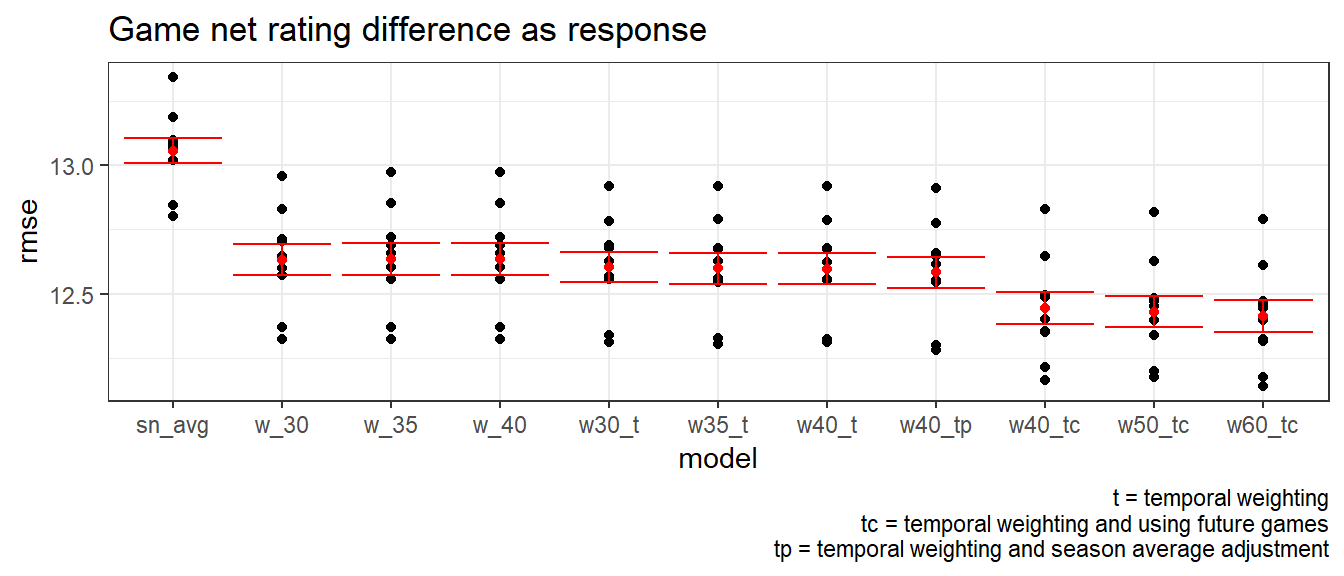 Game net rating difference as response
rmse
13.0
12.5
sn_avg w_30 w_35 w_40 w30_t w35_t w40_t w40_tp w40_tc w50_tc w60_tc
model
t = temporal weighting
tc = temporal weighting and using future games
tp = temporal weighting and season average adjustment